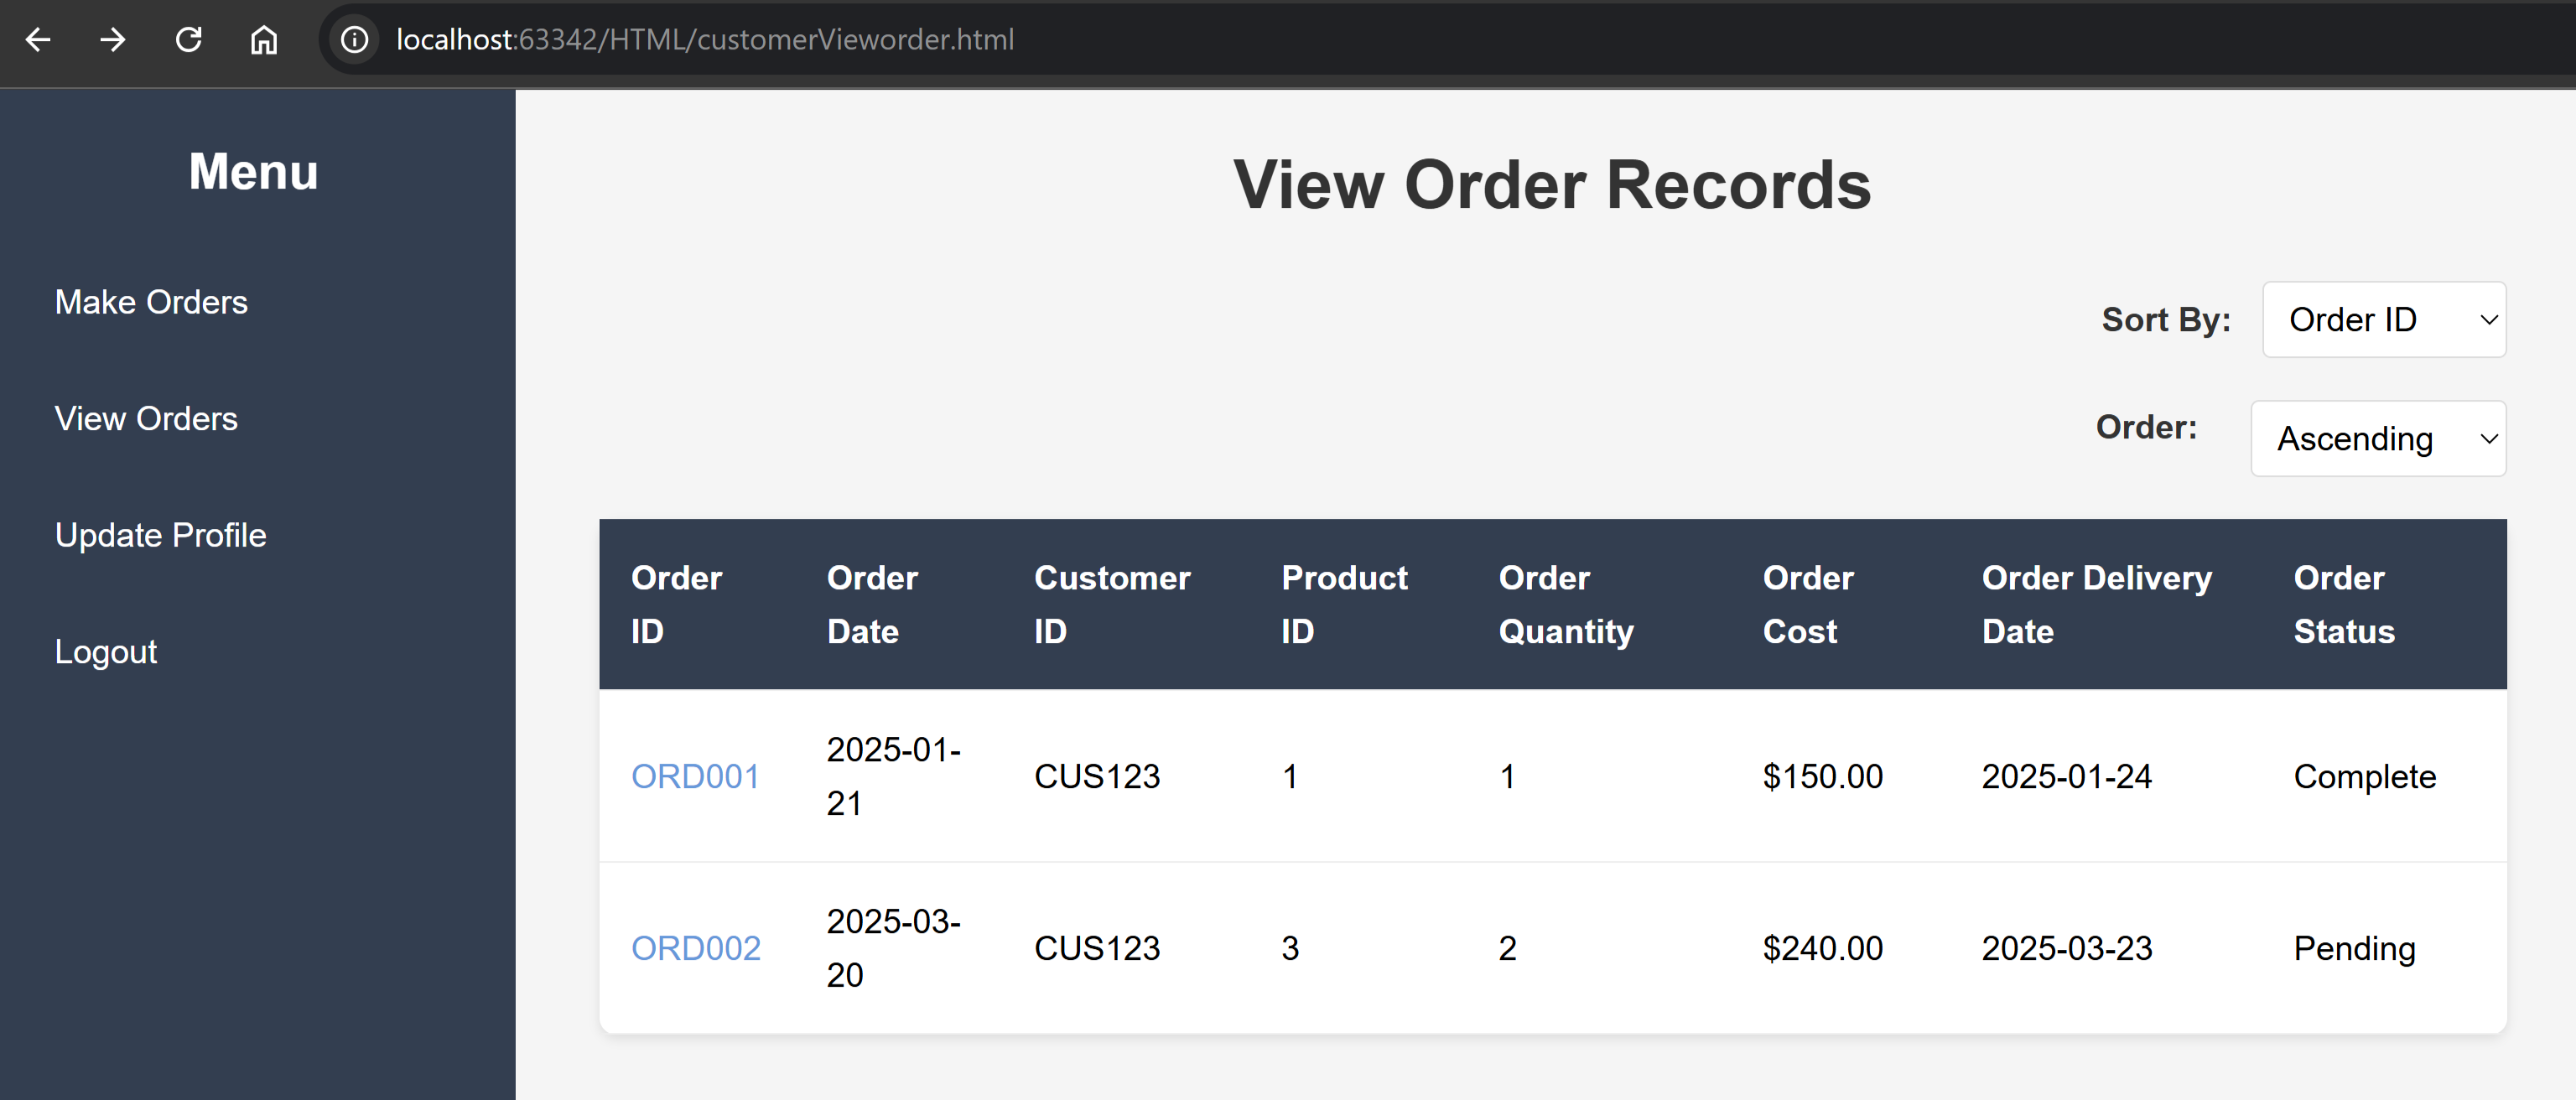 localhost:63342/HTML/customerVieworder.html
Menu
Make Orders
View Orders
Update Profile
Logout
View Order Records
Sort By: Order ID
Order: Ascending
Order ID Order Date Customer ID Product ID Order Quantity Order Cost Order Delivery Date Order Status
ORD001 2025-01-21 CUS123 1 1 $150.00 2025-01-24 Complete
ORD002 2025-03-20 CUS123 3 2 $240.00 2025-03-23 Pending